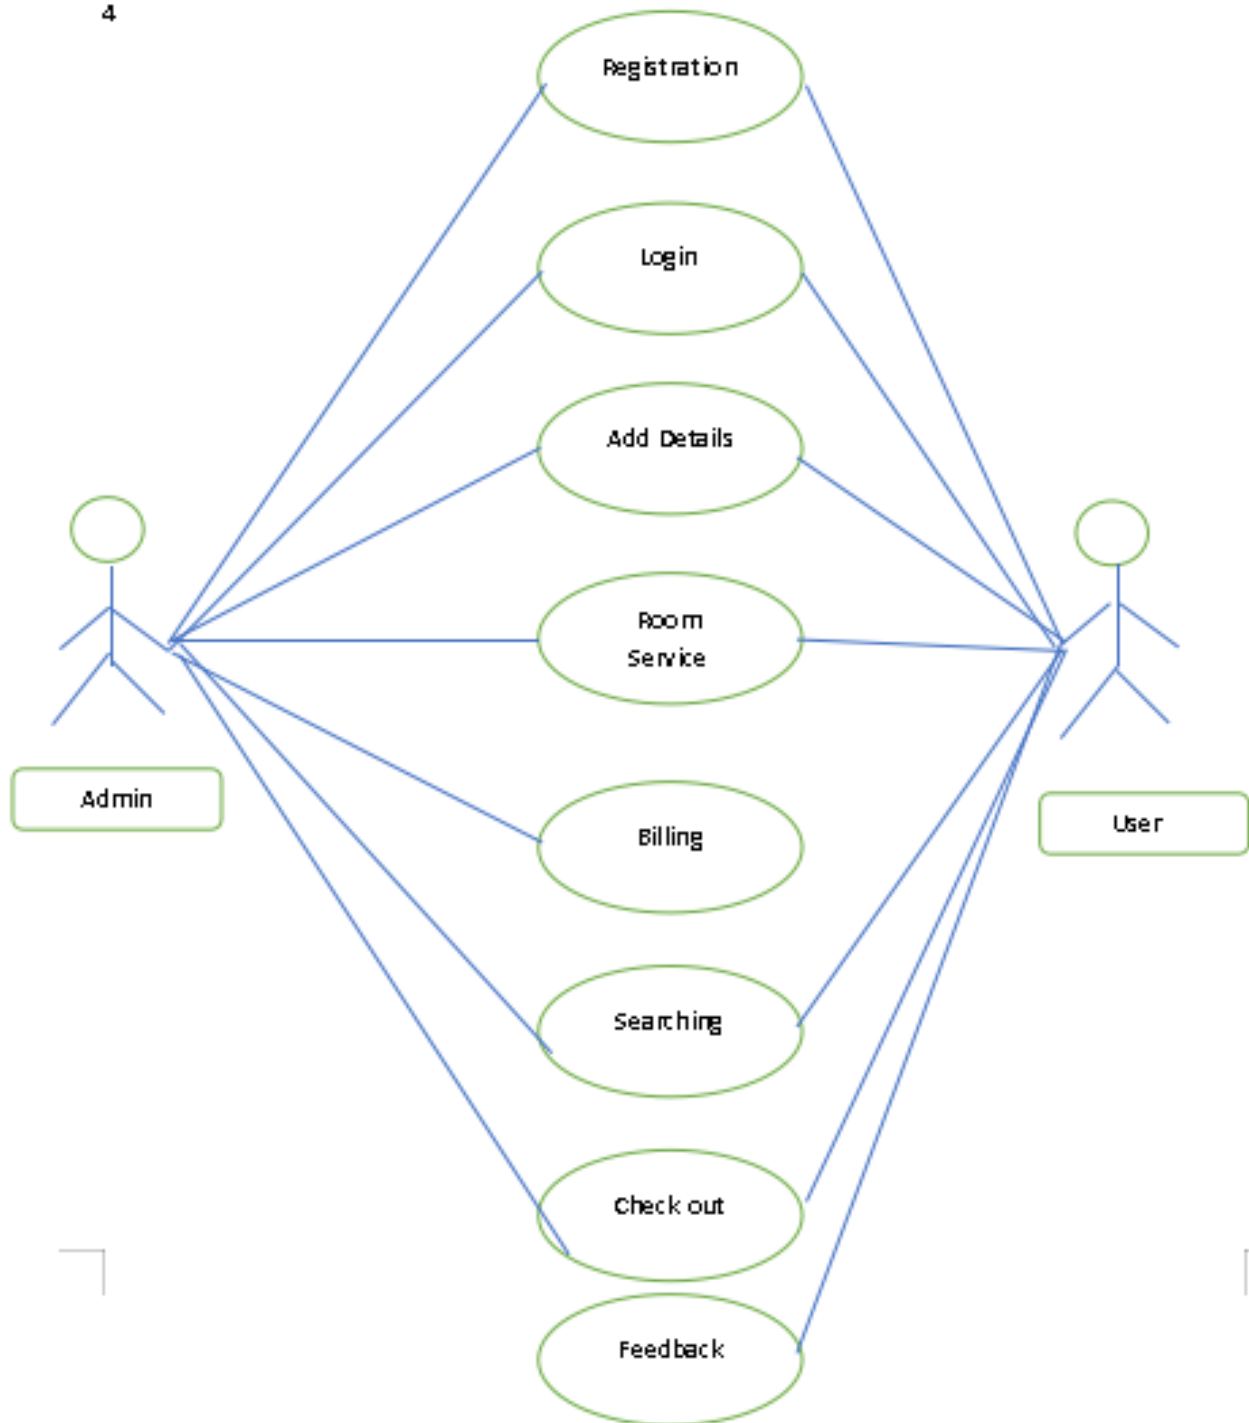 4
Registration
Login
Add Details
Room
Service
Admin
Billing
User
Searching
Check out
Feedback